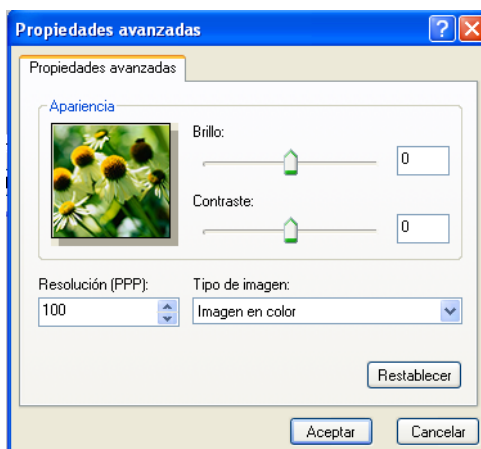 Propiedades avanzadas
Propiedades avanzadas
Apariencia
Brillo:
0
Contraste:
0
Resolución (PPP):
Tipo de imagen:
100
Imagen en color
Restablecer
Aceptar
Cancelar